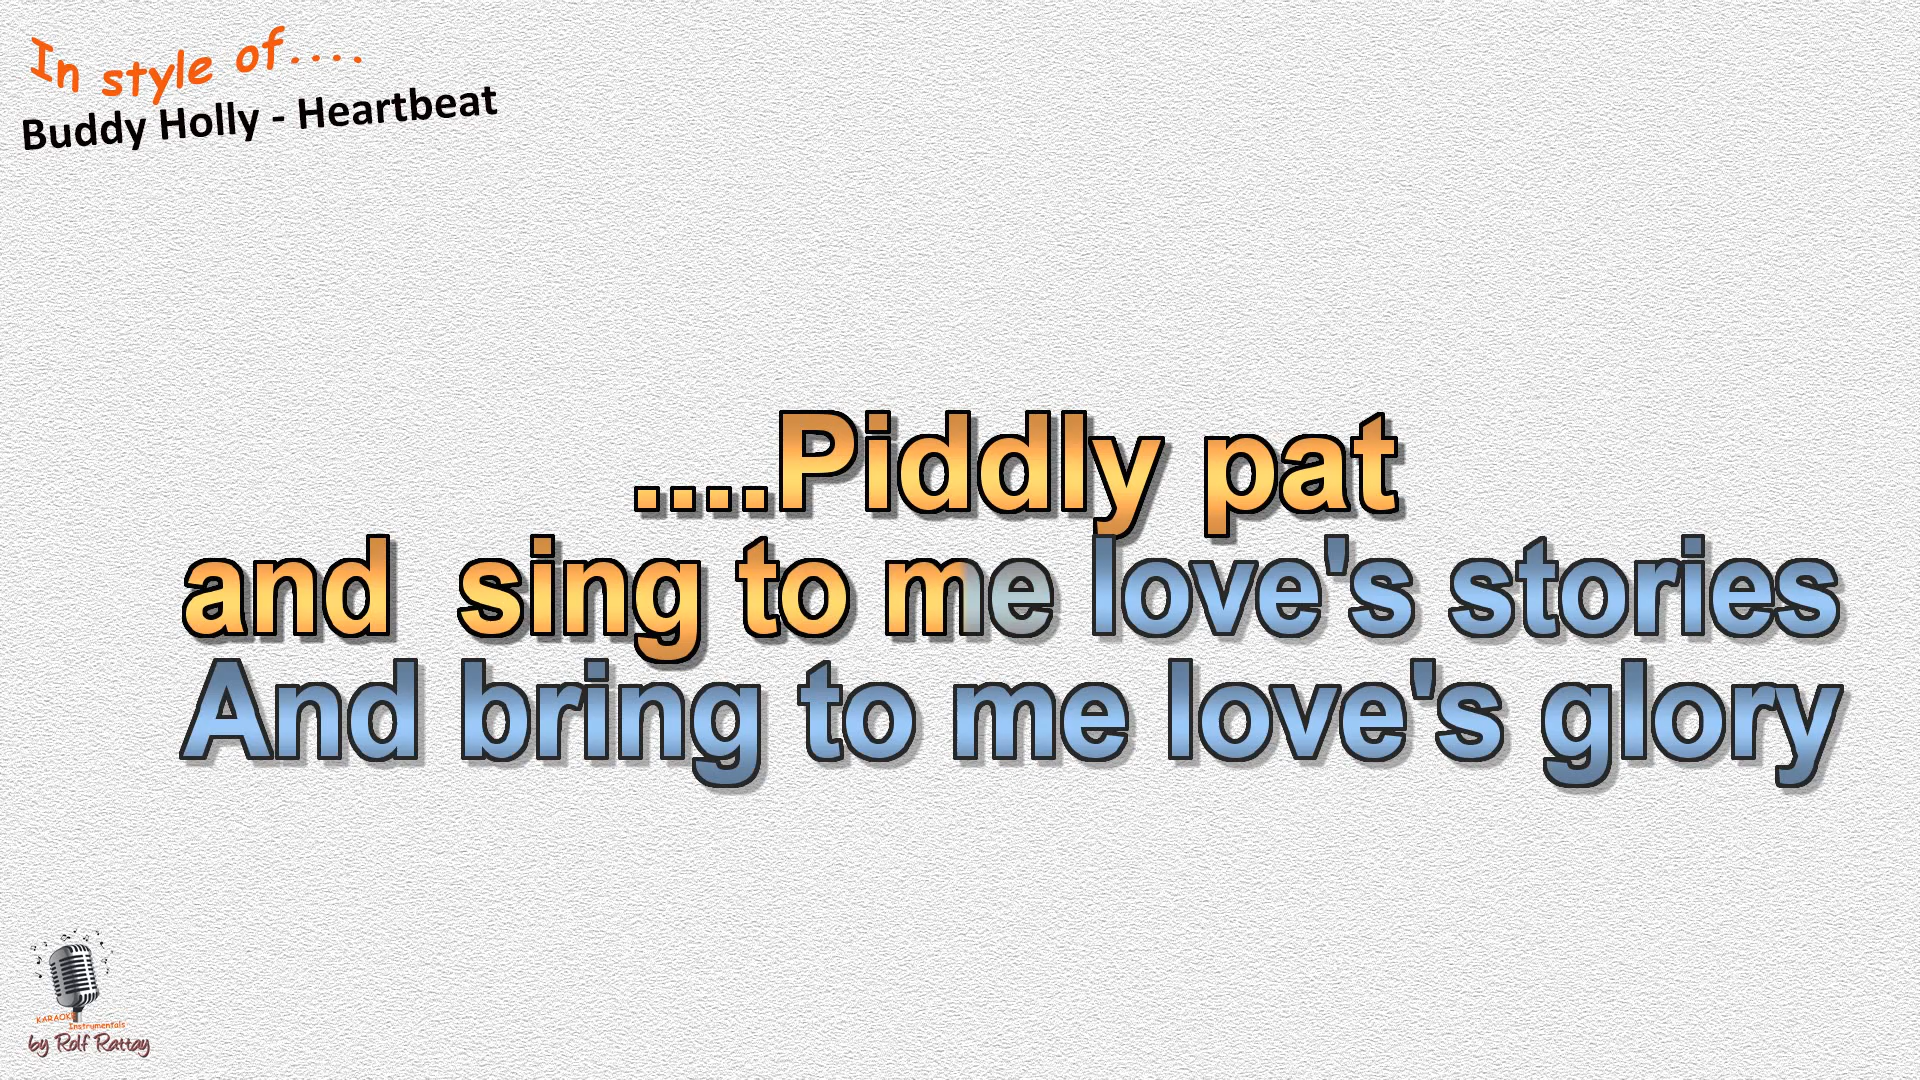 In style of....
Buddy Holly - Heartbeat
....Piddly pat
and  sing to me love's stories
And bring to me love's glory
KARAOKE
Instrumentals
by Rolf Rattay